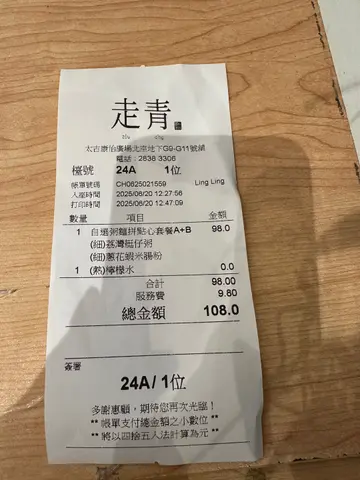 走青
太古康怡廣場北座地下G9-G11號舖
電話：2838 3306
檯號 24A 1位
帳單號碼 CH0625021559 Ling Ling
入座時間 2025/06/20 12:27:56
打印時間 2025/06/20 12:47:09
數量 項目 金額
1 自選粥麵拼點心套餐A+B 98.0
(細)荔灣艇仔粥
(細)蔥花蝦米腸粉
1 (熱)檸檬水 0.0
合計 98.00
服務費 9.80
總金額 108.0
簽署
24A/ 1位
多謝惠顧，期待您再次光臨！
** 帳單支付總金額之小數位 **
** 將以四捨五入法計算為元 **